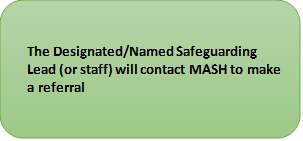 The Designated/Named Safeguarding
Lead (or staff) will contact MASH to make
a referral